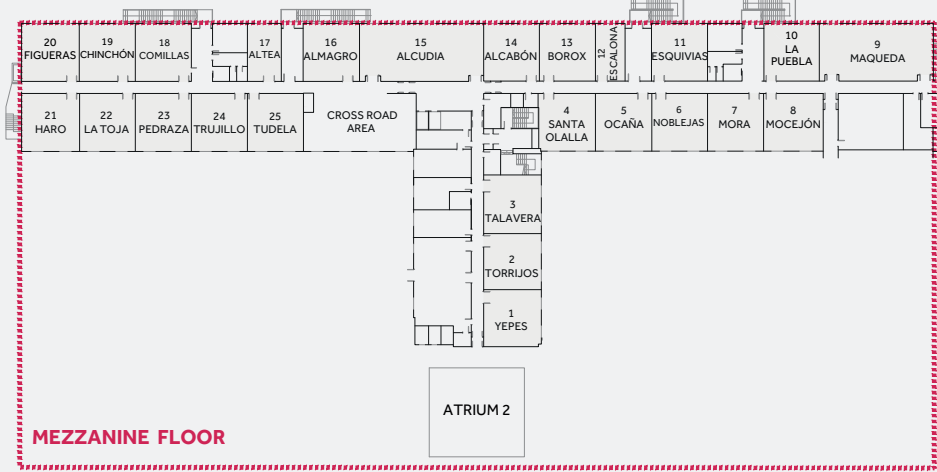 20
FIGUERAS
19
CHINCHÓN
18
COMILLAS
17
ALTEA
16
ALMAGRO
15
ALCUDIA
14
ALCABÓN
13
BOROX
12
ESCALONA
11
ESQUIVIAS
10
LA
PUEBLA
9
MAQUEDA
21
HARO
22
LA TOJA
23
PEDRAZA
24
TRUJILLO
25
TUDELA
CROSS ROAD
AREA
4
SANTA
OLALLA
5
OCAÑA
6
NOBLEJAS
7
MORA
8
MOCEJÓN
3
TALAVERA
2
TORRIJOS
1
YEPES
ATRIUM 2
MEZZANINE FLOOR